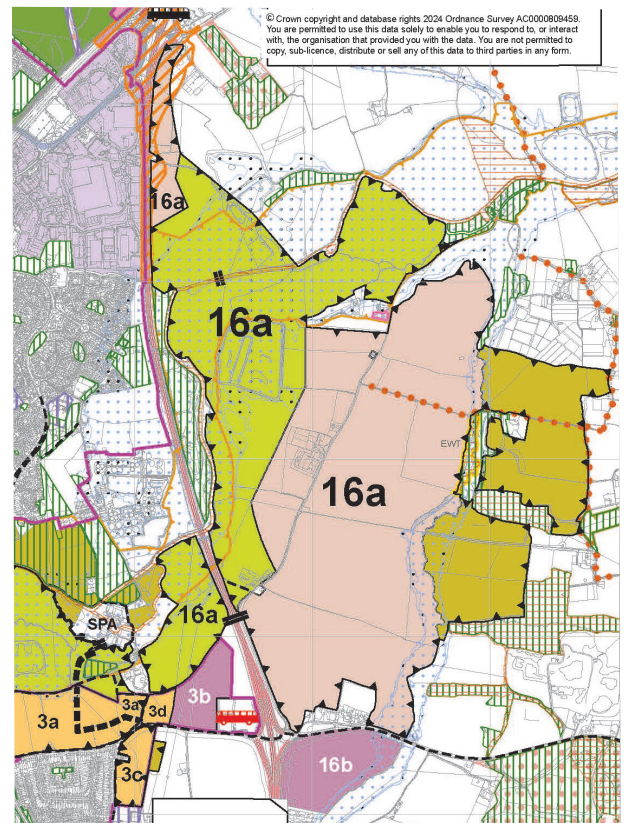 © Crown copyright and database rights 2024 Ordnance Survey AC0000809459.
You are permitted to use this data solely to enable you to respond to, or interact
with, the organisation that provided you with the data. You are not permitted to
copy, sub-licence, distribute or sell any of this data to third parties in any form.
16a
16a
EWT
16a
16a
SPA
3b
3a
3a
3d
3c
16b